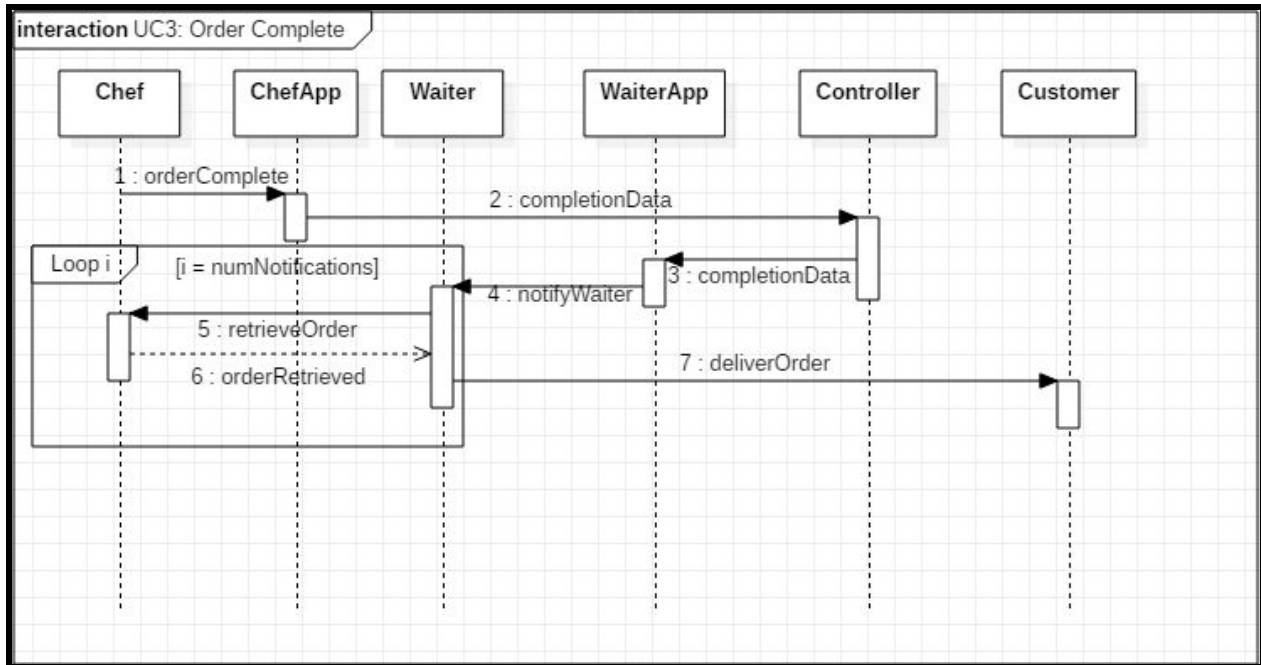 interaction UC3: Order Complete
Chef
ChefApp
Waiter
WaiterApp
Controller
Customer
1 : orderComplete
2 : completionData
Loop i
[i = numNotifications]
3 : completionData
4 : notifyWaiter
5 : retrieveOrder
6 : orderRetrieved
7 : deliverOrder